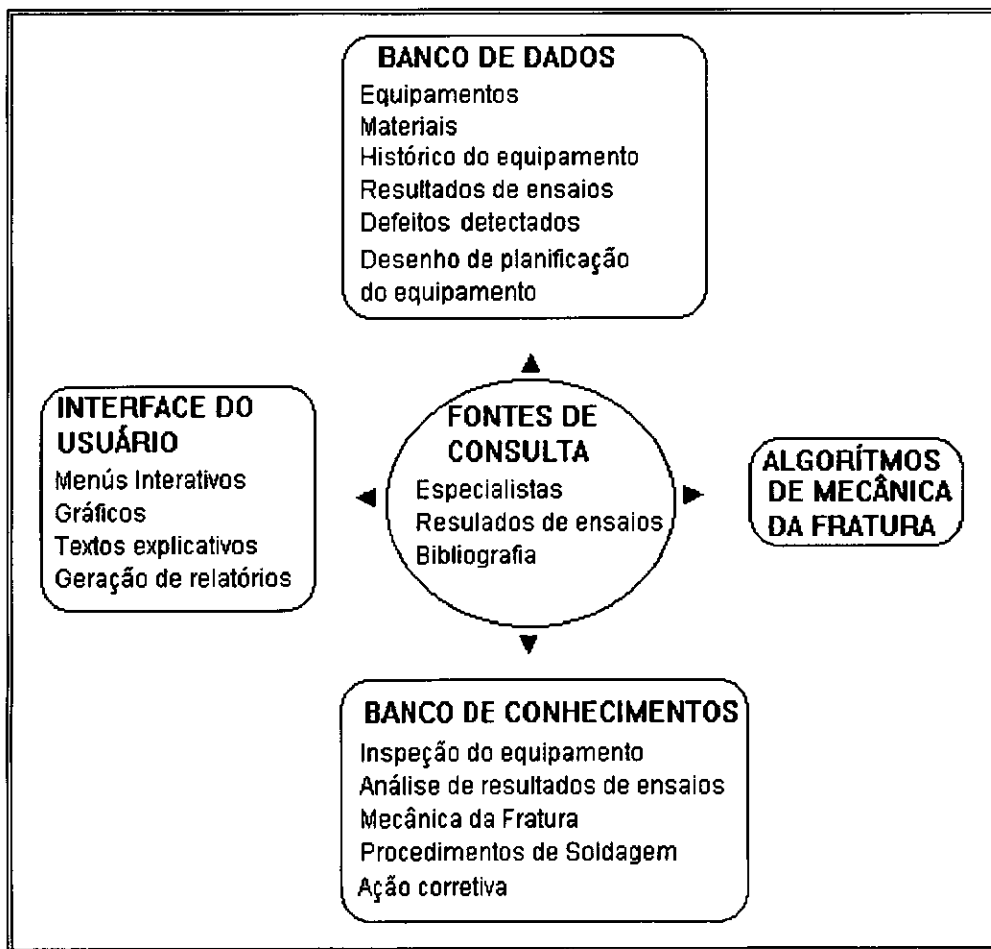 BANCO DE DADOS
Equipamentos
Materiais
Histórico do equipamento
Resultados de ensaios
Defeitos detectados
Desenho de planificação
do equipamento
INTERFACE DO
USUÁRIO
Menús Interativos
Gráficos
Textos explicativos
Geração de relatórios
FONTES DE
CONSULTA
Especialistas
Resulados de ensaios
Bibliografia
ALGORÍTMOS
DE MECÂNICA
DA FRATURA
BANCO DE CONHECIMENTOS
Inspeção do equipamento
Análise de resultados de ensaios
Mecânica da Fratura
Procedimentos de Soldagem
Ação corretiva